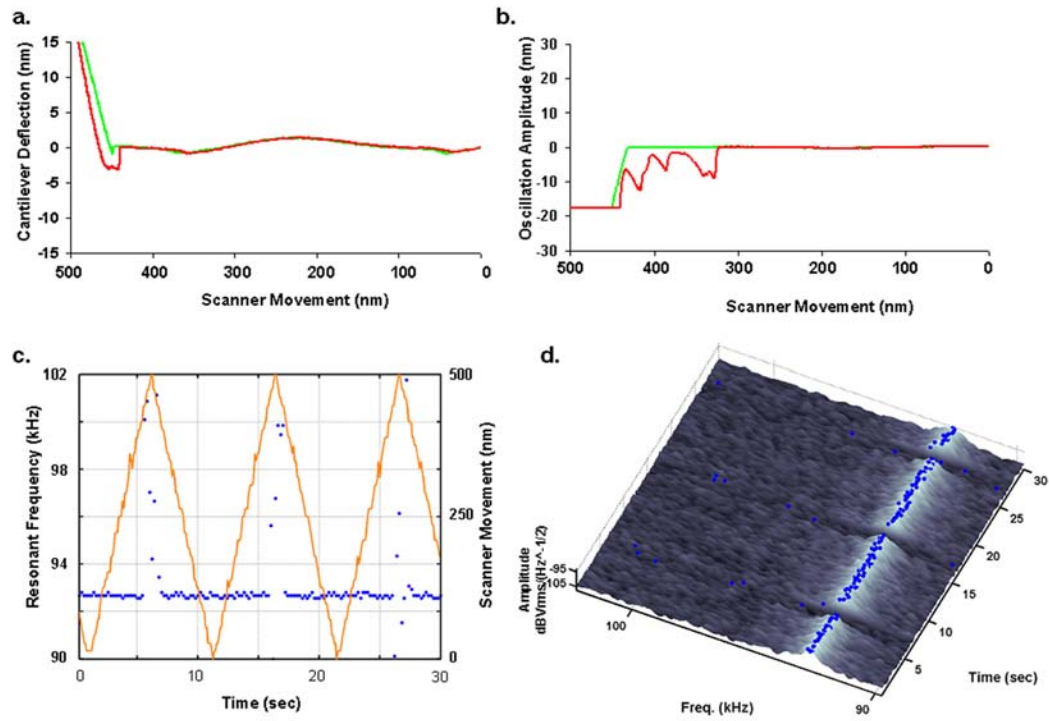 a.
15
10
5
0
-5
-10
-15
Cantilever Deflection (nm)
500 400 300 200 100 0
Scanner Movement (nm)
b.
30
20
10
0
-10
-20
-30
Oscillation Amplitude (nm)
500 400 300 200 100 0
Scanner Movement (nm)
c.
102
98
94
90
Resonant Frequency (kHz)
500
250
0
Scanner Movement (nm)
0 10 20 30
Time (sec)
d.
Amplitude
dBVrms/(Hz^-1/2)
-95
-105
100
90
Freq. (kHz)
5
10
15
20
25
30
Time (sec)